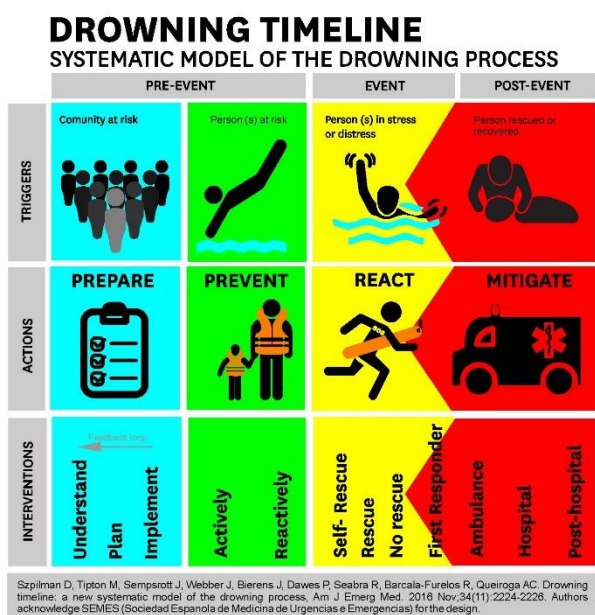 DROWNING TIMELINE
SYSTEMATIC MODEL OF THE DROWNING PROCESS
PRE-EVENT
EVENT
POST-EVENT
TRIGGERS
Comunity at risk
Person (s) at risk
Person (s) in stress
or distress
Person rescued or
recovered
ACTIONS
PREPARE
PREVENT
REACT
MITIGATE
SOS
INTERVENTIONS
Feedback loop
Understand
Plan
Implement
Actively
Reactively
Self- Rescue
Rescue
No rescue
First Responder
Ambulance
Hospital
Post-hospital
Szpilman D, Tipton M, Sempsrott J, Webber J, Bierens J, Dawes P, Seabra R, Barcala-Furelos R, Queiroga AC. Drowning
timeline: a new systematic model of the drowning process, Am J Emerg Med. 2016 Nov;34(11):2224-2226. Authors
acknowledge SEMES (Sociedad Espanola de Medicina de Urgencias e Emergencias) for the design.